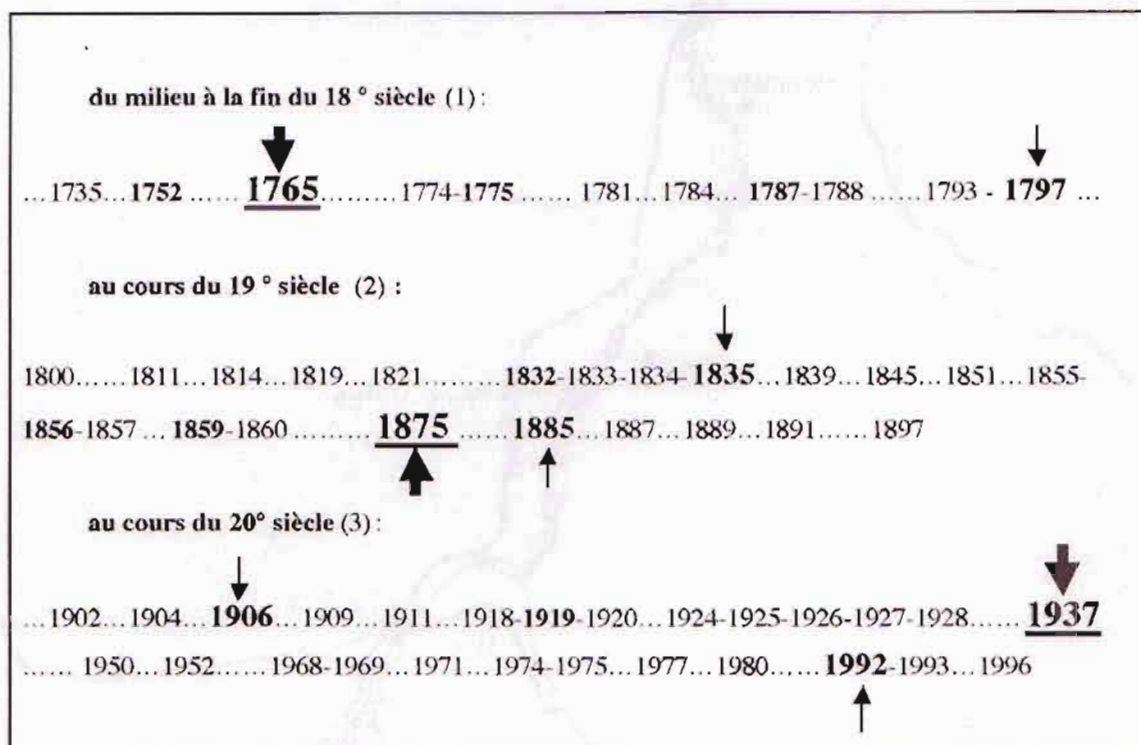 du milieu à la fin du 18 ° siècle (1) :
...1735...1752 ...... 1765.........1774-1775...... 1781...1784...1787-1788 ......1793 - 1797 ...
au cours du 19 ° siècle (2) :
1800......1811...1814...1819...1821.........1832-1833-1834-1835...1839...1845...1851...1855-
1856-1857 ...1859-1860 ......... 1875 ......1885...1887...1889...1891......1897
au cours du 20° siècle (3) :
...1902...1904...1906...1909...1911...1918-1919-1920...1924-1925-1926-1927-1928......1937
...... 1950...1952......1968-1969...1971...1974-1975...1977...1980......1992-1993...1996